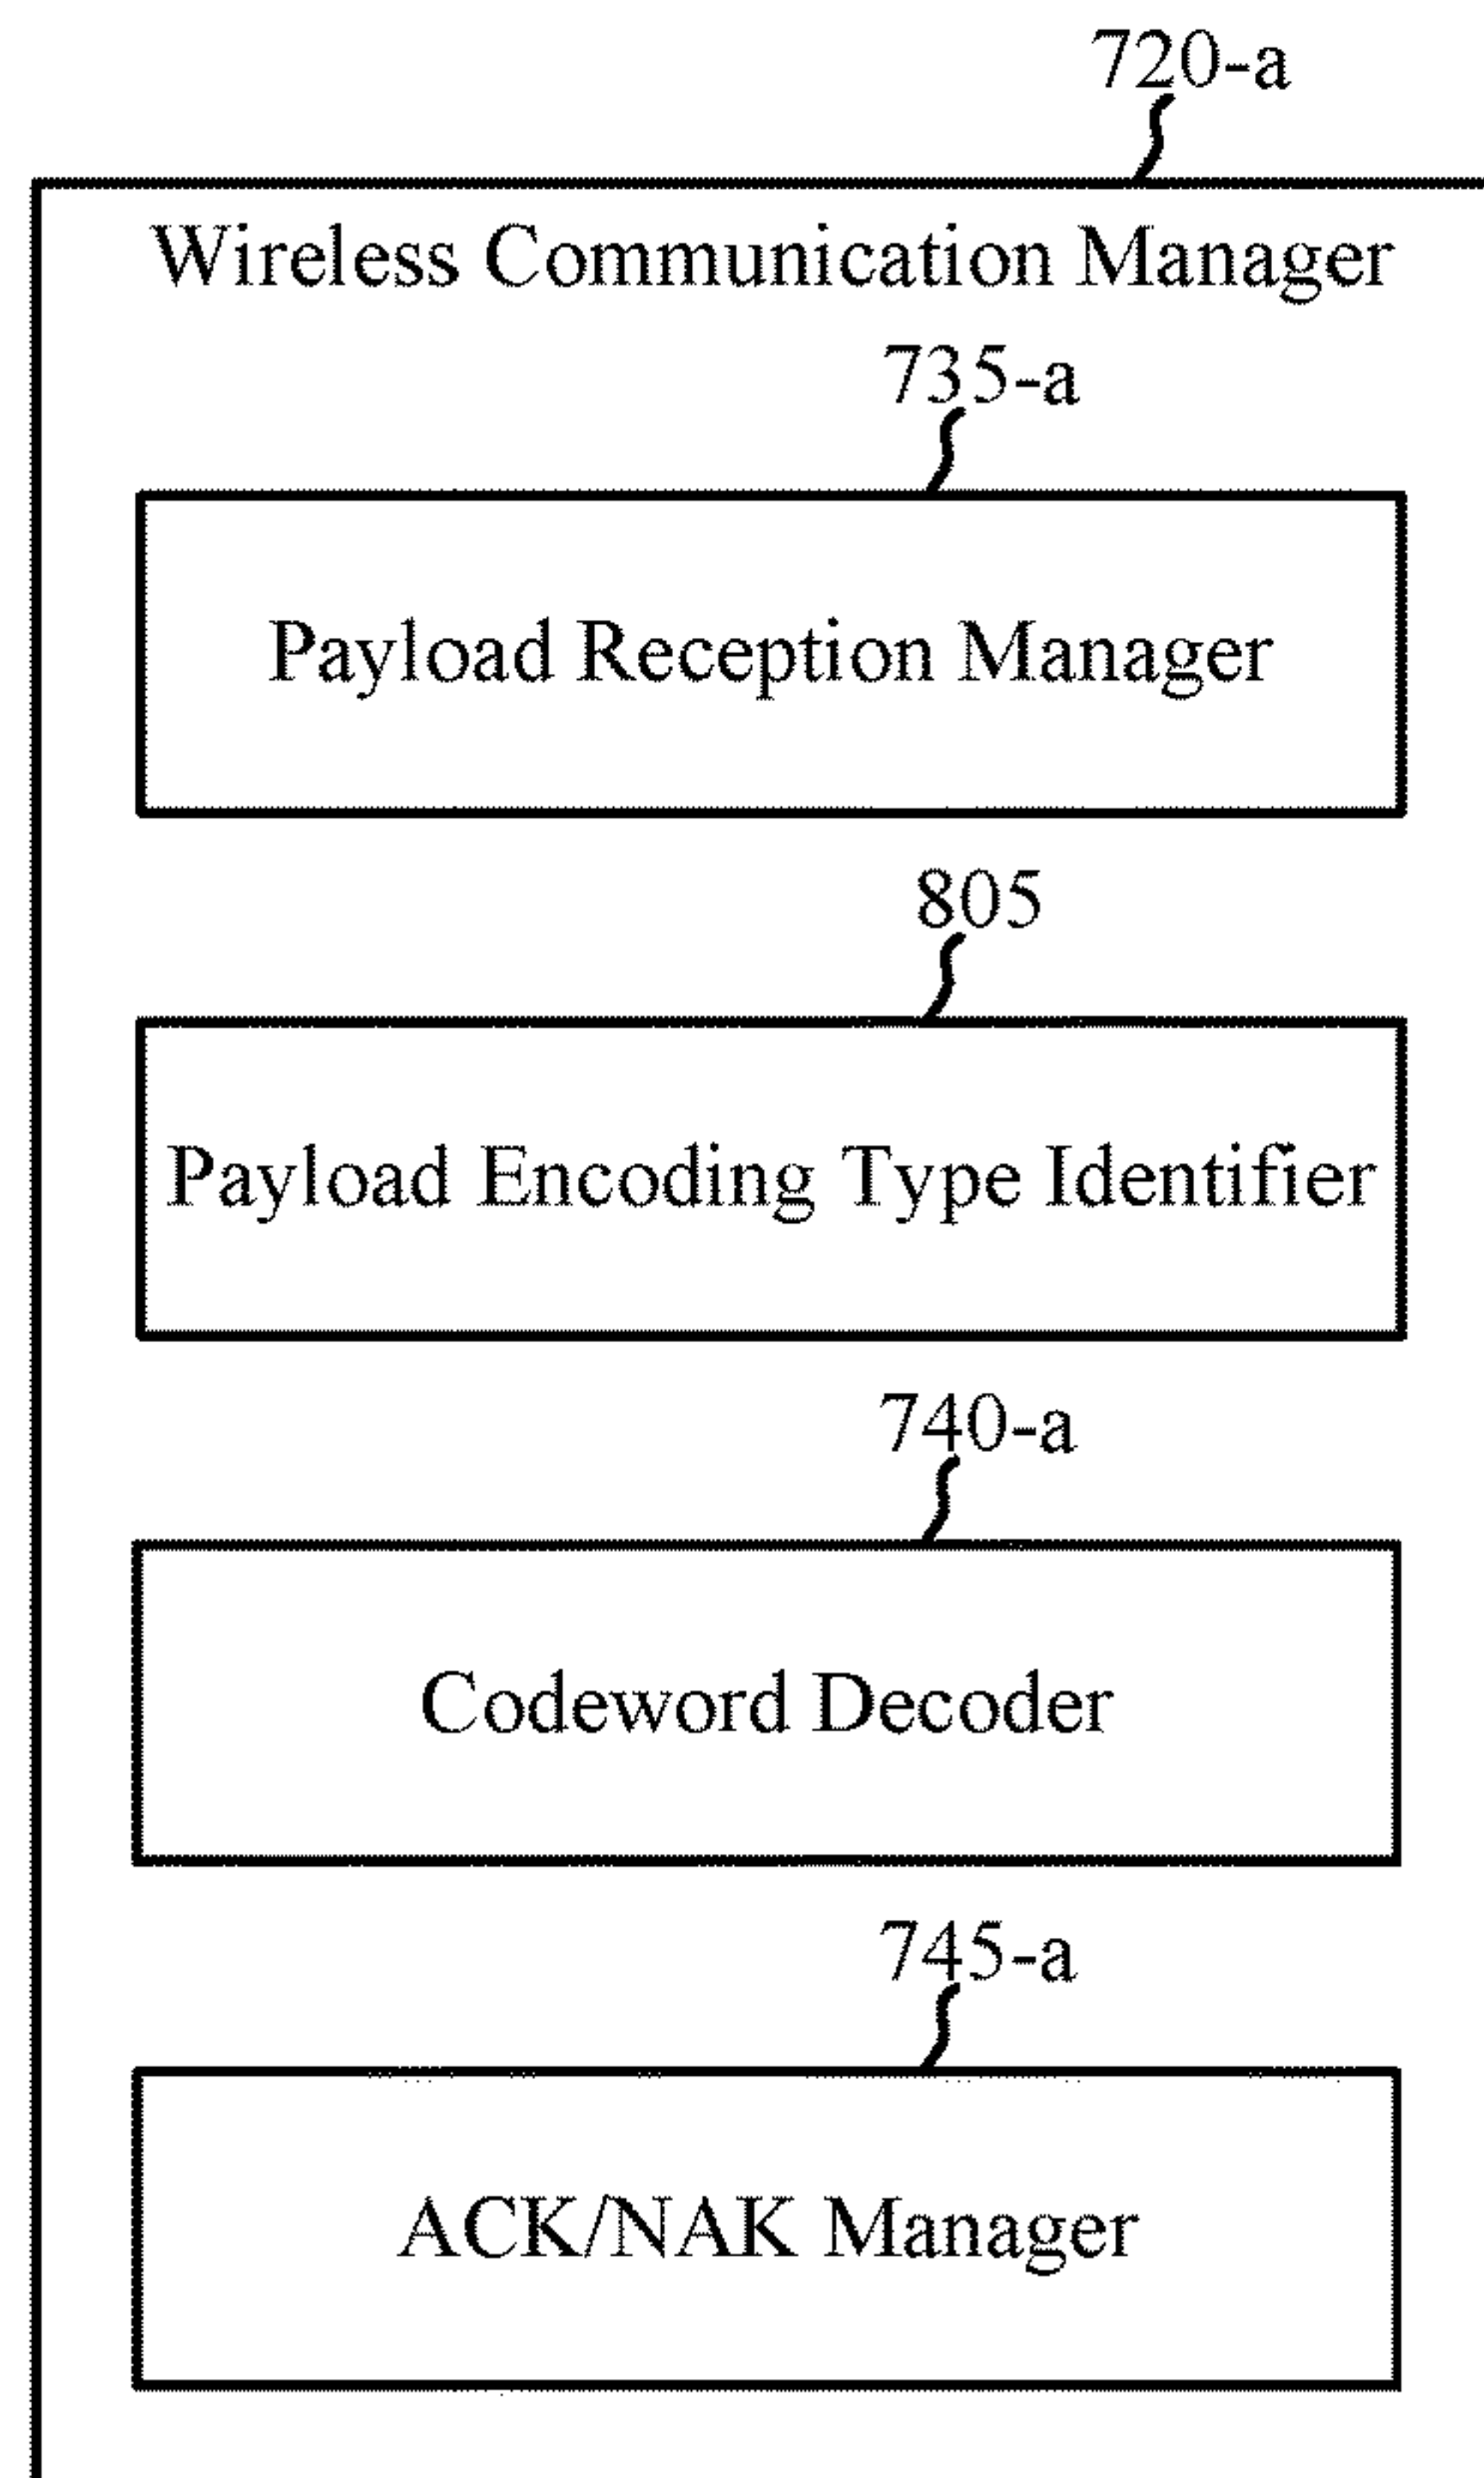 720-a
Wireless Communication Manager
735-a
Payload Reception Manager
805
Payload Encoding Type Identifier
740-a
Codeword Decoder
745-a
ACK/NAK Manager